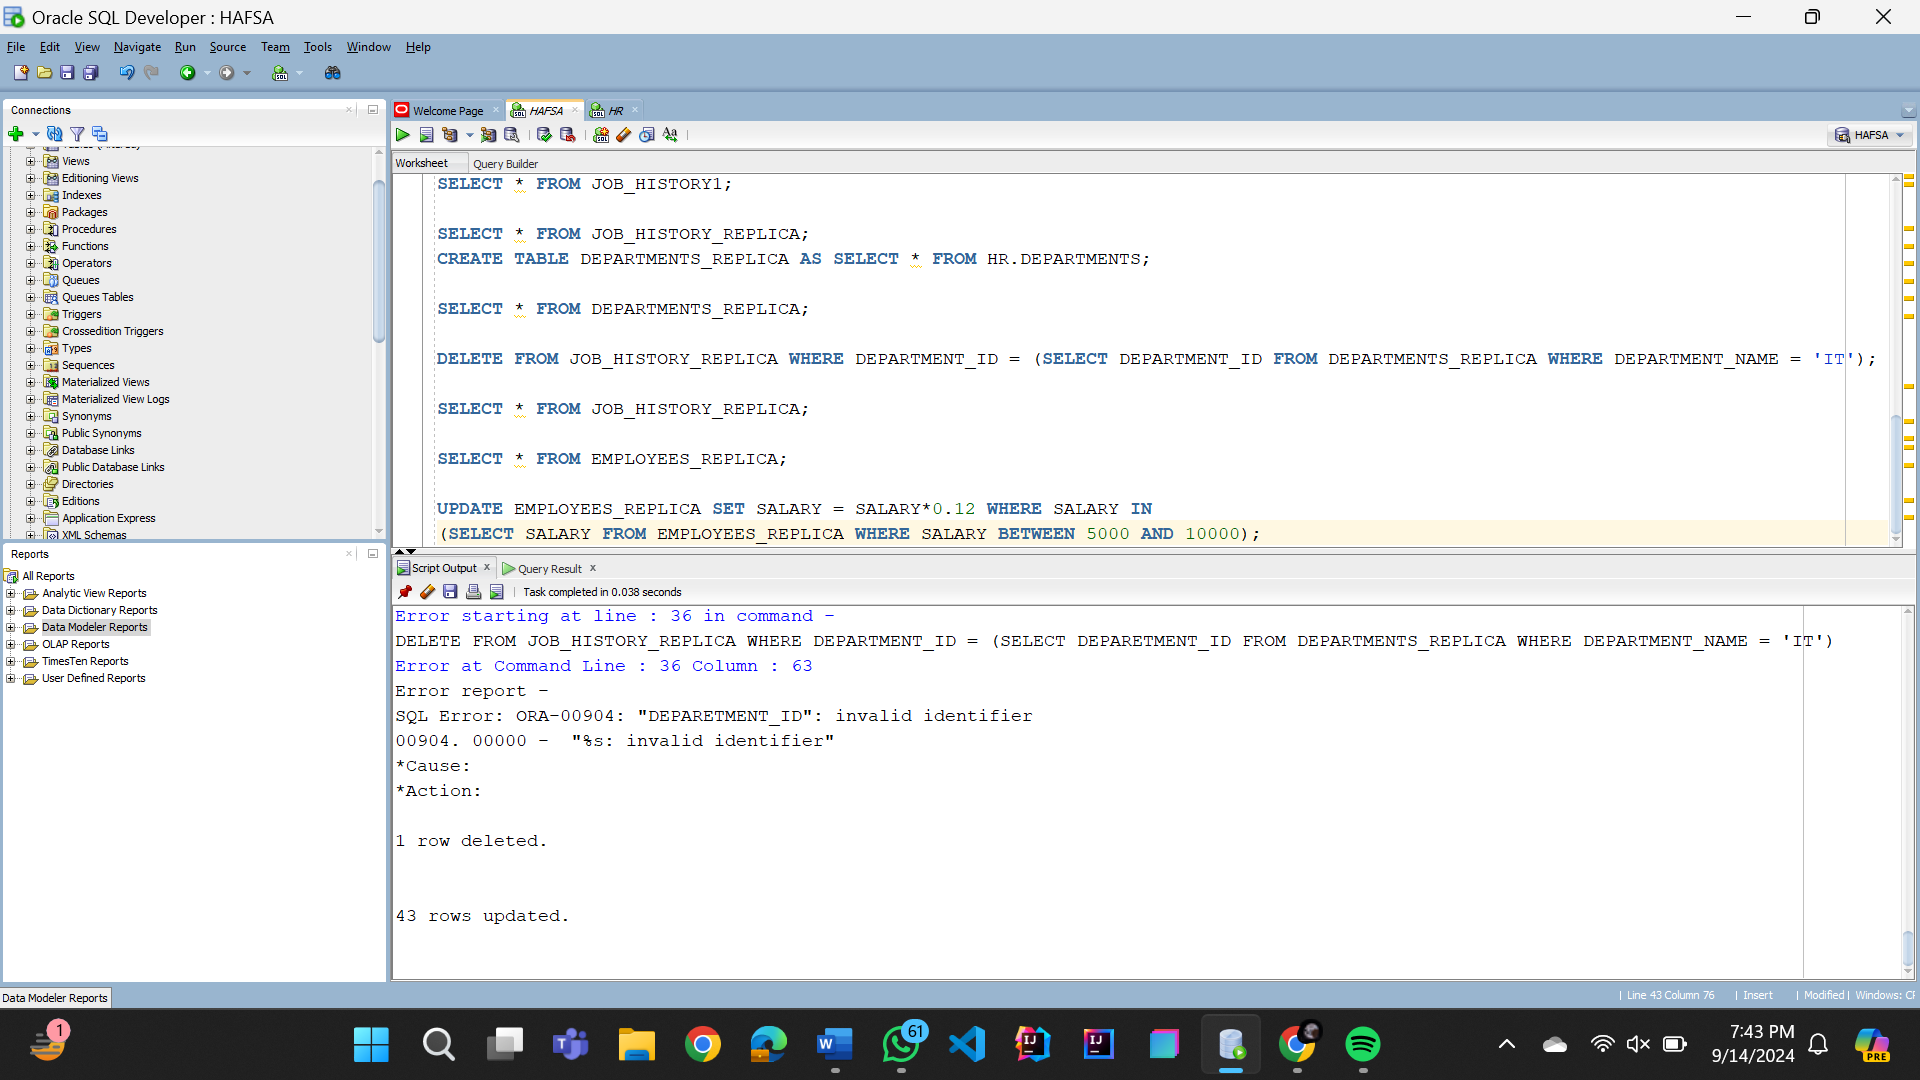 Oracle SQL Developer : HAFSA
File Edit View Navigate Run Source Team Tools Window Help
Connections
Views
Editioning Views
Indexes
Packages
Procedures
Functions
Operators
Queues
Queues Tables
Triggers
Crossedition Triggers
Types
Sequences
Materialized Views
Materialized View Logs
Synonyms
Public Synonyms
Database Links
Public Database Links
Directories
Editions
Application Express
XML Schemas
Reports
All Reports
Analytic View Reports
Data Dictionary Reports
Data Modeler Reports
OLAP Reports
TimesTen Reports
User Defined Reports
Data Modeler Reports
Welcome Page HAFSA HR
HAFSA
Worksheet Query Builder
SELECT * FROM JOB_HISTORY1;
SELECT * FROM JOB_HISTORY_REPLICA;
CREATE TABLE DEPARTMENTS_REPLICA AS SELECT * FROM HR.DEPARTMENTS;
SELECT * FROM DEPARTMENTS_REPLICA;
DELETE FROM JOB_HISTORY_REPLICA WHERE DEPARTMENT_ID = (SELECT DEPARTMENT_ID FROM DEPARTMENTS_REPLICA WHERE DEPARTMENT_NAME = 'IT');
SELECT * FROM JOB_HISTORY_REPLICA;
SELECT * FROM EMPLOYEES_REPLICA;
UPDATE EMPLOYEES_REPLICA SET SALARY = SALARY*0.12 WHERE SALARY IN
(SELECT SALARY FROM EMPLOYEES_REPLICA WHERE SALARY BETWEEN 5000 AND 10000);
Script Output Query Result
Task completed in 0.038 seconds
Error starting at line : 36 in command -
DELETE FROM JOB_HISTORY_REPLICA WHERE DEPARTMENT_ID = (SELECT DEPARETMENT_ID FROM DEPARTMENTS_REPLICA WHERE DEPARTMENT_NAME = 'IT')
Error at Command Line : 36 Column : 63
Error report -
SQL Error: ORA-00904: "DEPARETMENT_ID": invalid identifier
00904. 00000 - "%s: invalid identifier"
*Cause:
*Action:
1 row deleted.
43 rows updated.
Line 43 Column 76 Insert Modified Windows: CF
1
61
7:43 PM
9/14/2024
PRE